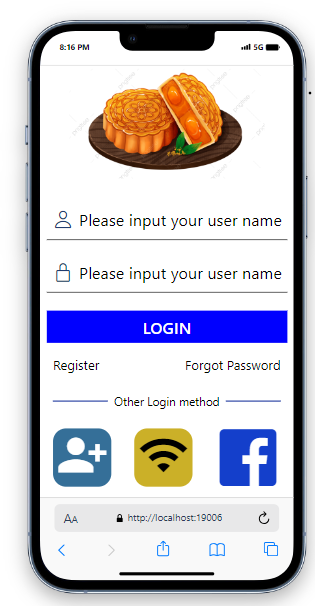 8:16 PM 5G
Please input your user name
Please input your user name
LOGIN
Register Forgot Password
Other Login method
f
AA http://localhost:19006